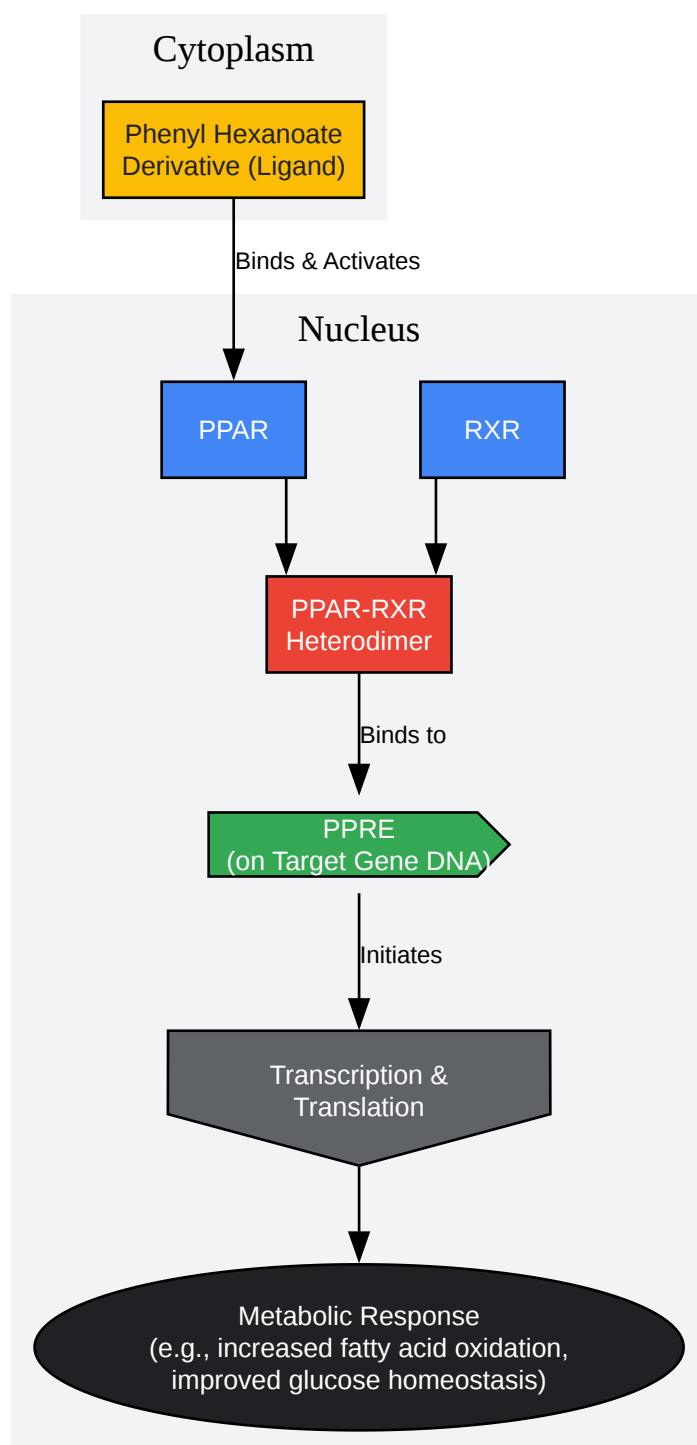 Cytoplasm
Phenyl Hexanoate
Derivative (Ligand)
Binds & Activates
Nucleus
PPAR
RXR
PPAR-RXR
Heterodimer
Binds to
PPRE
(on Target Gene DNA)
Initiates
Transcription &
Translation
Metabolic Response
(e.g., increased fatty acid oxidation,
improved glucose homeostasis)